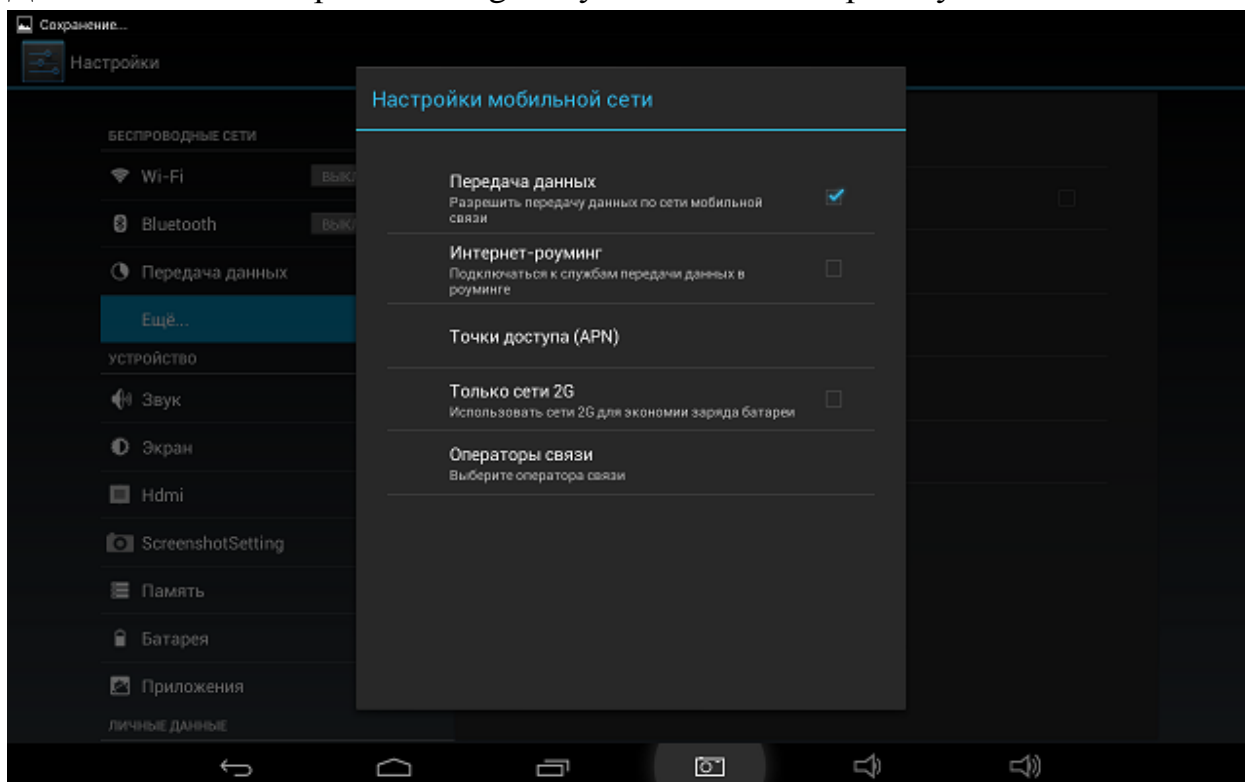 Сохранение...
Настройки
Настройки мобильной сети
БЕСПРОВОДНЫЕ СЕТИ
Wi-Fi
Bluetooth
Передача данных
Ещё...
УСТРОЙСТВО
Звук
Экран
Hdmi
ScreenshotSetting
Память
Батарея
Приложения
ЛИЧНЫЕ ДАННЫЕ
Передача данных
Разрешить передачу данных по сети мобильной
связи
Интернет-роуминг
Подключаться к службам передачи данных в
роуминге
Точки доступа (APN)
Только сети 2G
Использовать сети 2G для экономии заряда батареи
Операторы связи
Выберите оператора связи